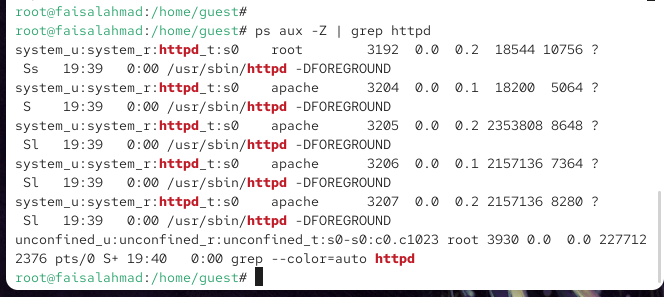 root@faisalahmad:/home/guest#
root@faisalahmad:/home/guest# ps aux -Z | grep httpd
system_u:system_r:httpd_t:s0    root        3192  0.0  0.2  18544 10756 ?
 Ss   19:39   0:00 /usr/sbin/httpd -DFOREGROUND
system_u:system_r:httpd_t:s0    apache      3204  0.0  0.1  18200  5064 ?
 S    19:39   0:00 /usr/sbin/httpd -DFOREGROUND
system_u:system_r:httpd_t:s0    apache      3205  0.0  0.2 2353808 8648 ?
 Sl   19:39   0:00 /usr/sbin/httpd -DFOREGROUND
system_u:system_r:httpd_t:s0    apache      3206  0.0  0.1 2157136 7364 ?
 Sl   19:39   0:00 /usr/sbin/httpd -DFOREGROUND
system_u:system_r:httpd_t:s0    apache      3207  0.0  0.2 2157136 8280 ?
 Sl   19:39   0:00 /usr/sbin/httpd -DFOREGROUND
unconfined_u:unconfined_r:unconfined_t:s0-s0:c0.c1023 root 3930 0.0  0.0 227712
2376 pts/0 S+ 19:40   0:00 grep --color=auto httpd
root@faisalahmad:/home/guest#